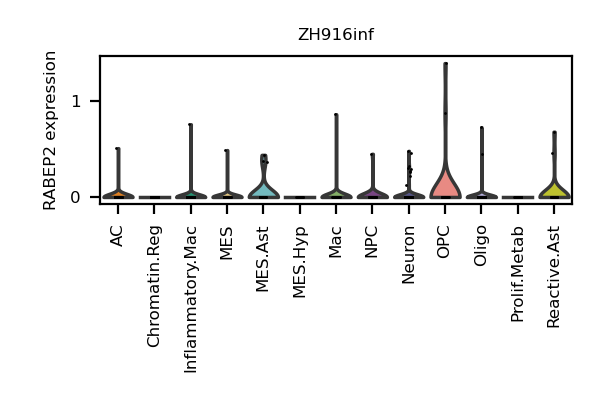 ZH916inf
RABEP2 expression
1
0
AC
Chromatin.Reg
Inflammatory.Mac
MES
MES.Ast
MES.Hyp
Mac
NPC
Neuron
OPC
Oligo
Prolif.Metab
Reactive.Ast